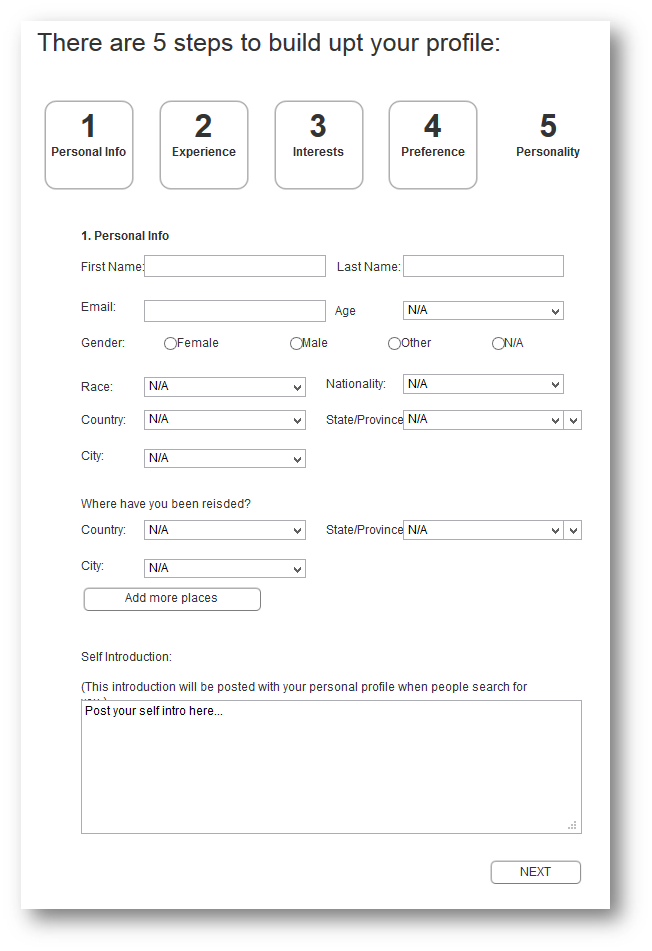 There are 5 steps to build upt your profile:
1 2 3 4 5
Personal Info Experience Interests Preference Personality
1. Personal Info
First Name: Last Name:
Email: Age N/A
Gender: Female Male Other N/A
Race: N/A Nationality: N/A
Country: N/A State/Province N/A
City: N/A
Where have you been reisded?
Country: N/A State/Province N/A
City: N/A
Add more places
Self Introduction:
(This introduction will be posted with your personal profile when people search for
Post your self intro here...
NEXT